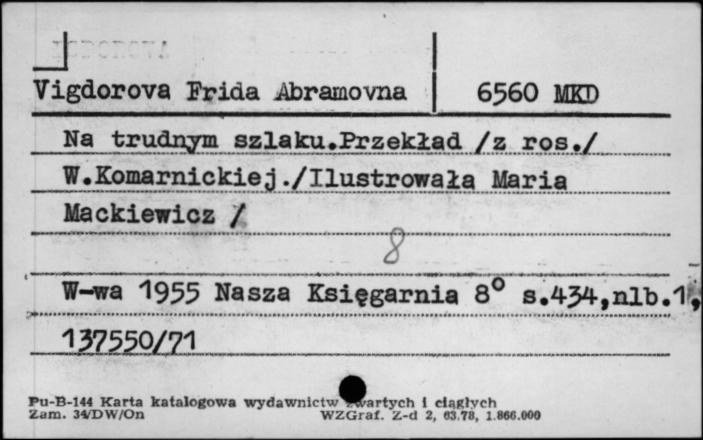 Vigdorova Frida Abramovna 6560 MKD
Na trudnym szlaku.Przekład /z ros./
W.Komarnickiej./Ilustrowała Maria
Mackiewicz /
8
W-wa 1955 Nasza Księgarnia 8° s.434,nlb.1,
137550/71
Pu-B-144 Karta katalogowa wydawnictw zwartych i ciągłych
Zam. 34/DW/On WZGraf. Z-d 2, 63.78, 1.866.000